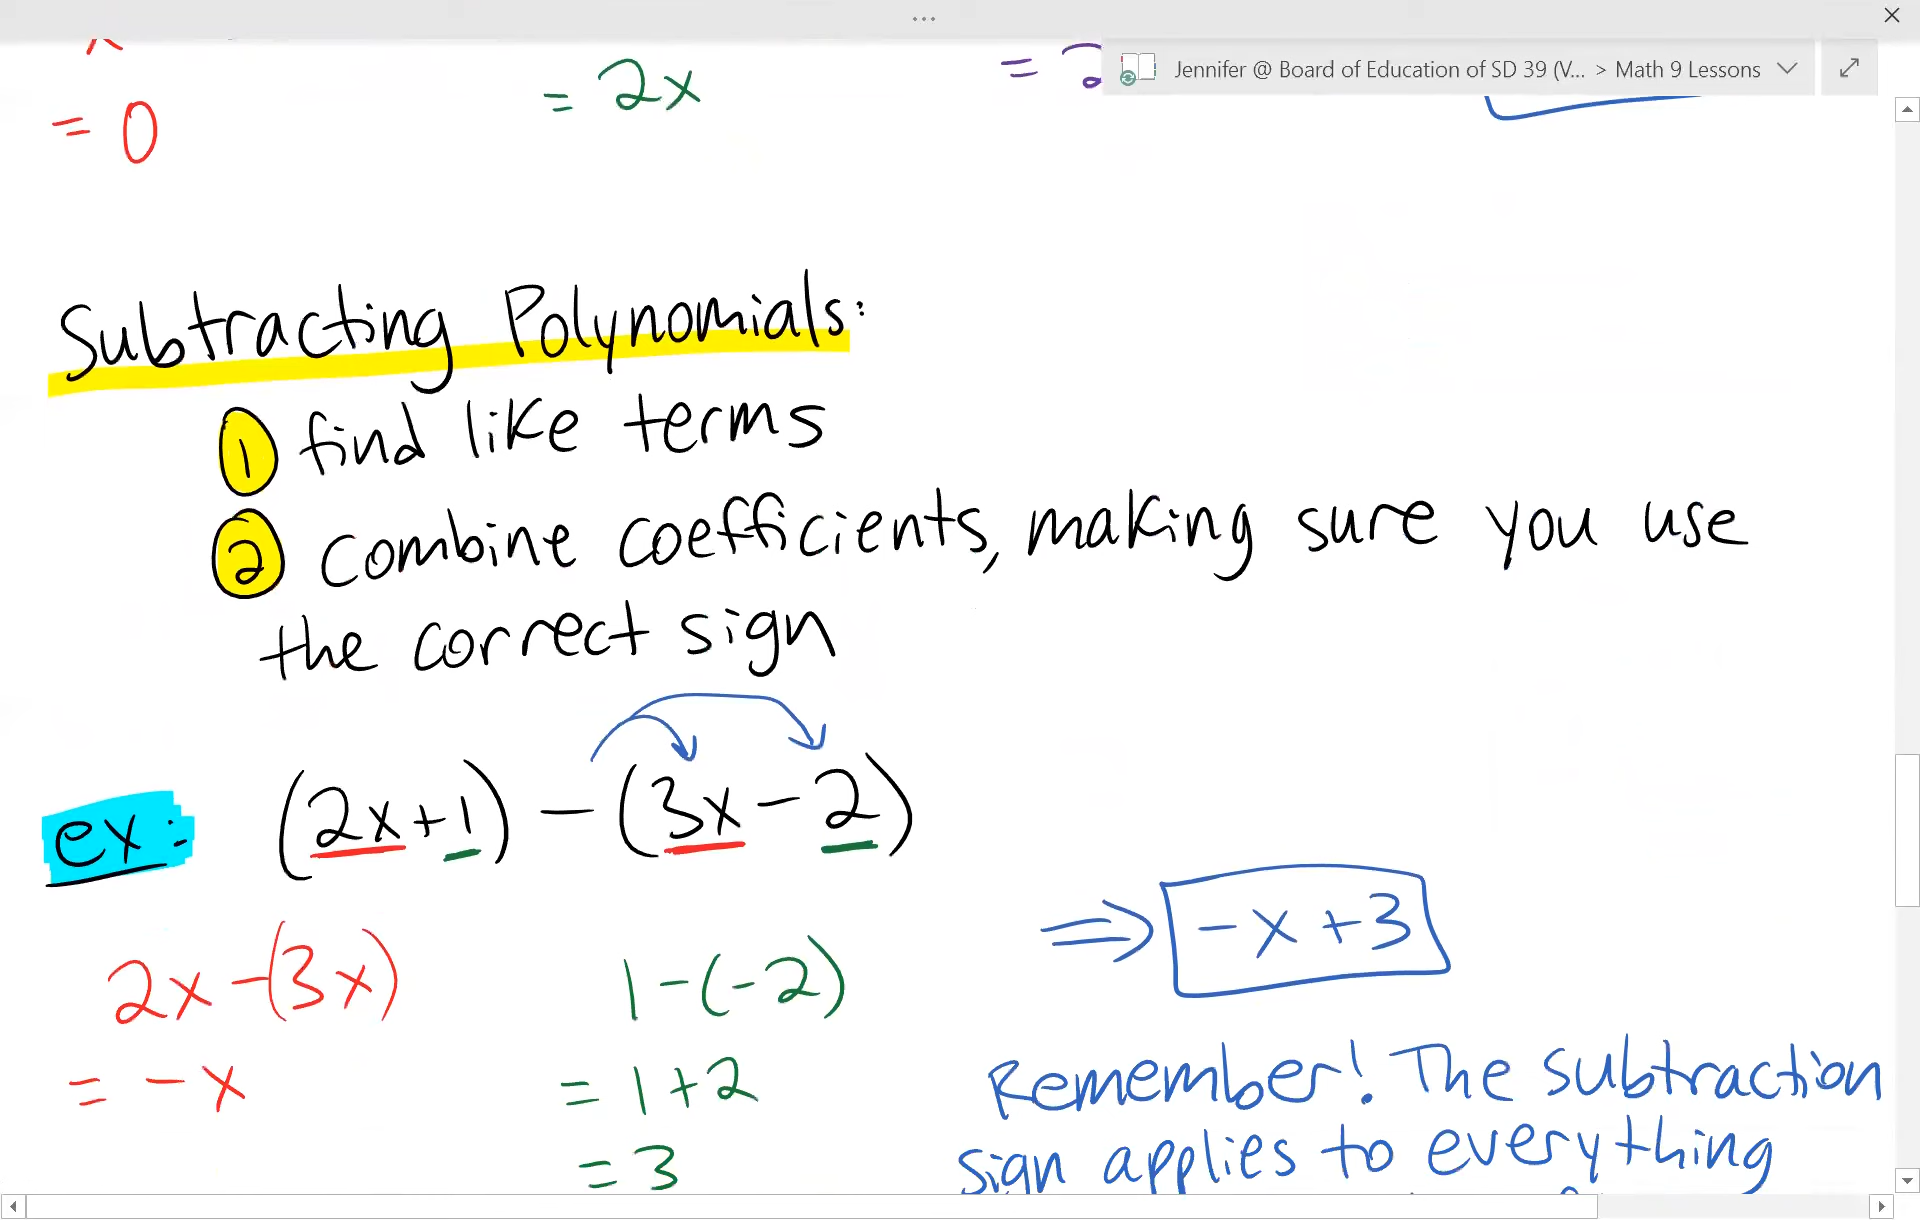 ...
Jennifer @ Board of Education of SD 39 (V... > Math 9 Lessons
= 0
= 2x
= 2
Subtracting Polynomials:
① find like terms
② combine coefficients, making sure you use
the correct sign
ex: (2x+1) - (3x-2)
2x-(3x)
= -x
1-(-2)
= 1+2
= 3
⇒ -x+3
Remember! The subtraction
sign applies to everything